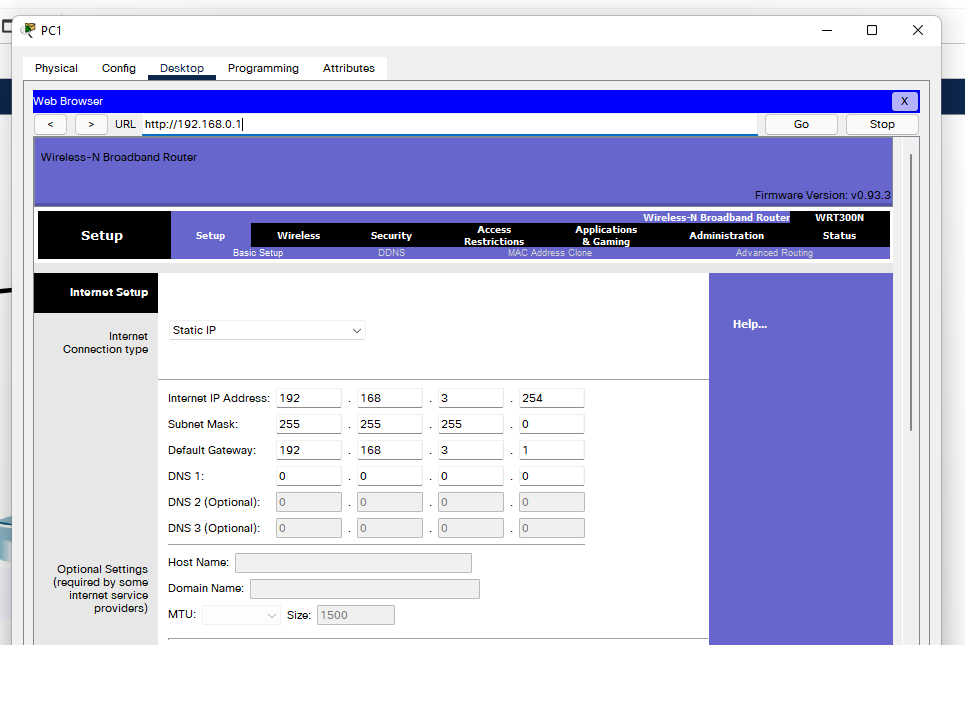 PC1
Physical Config Desktop Programming Attributes
Web Browser X
< > URL http://192.168.0.1 Go Stop
Wireless-N Broadband Router
Firmware Version: v0.93.3
Wireless-N Broadband Router WRT300N
Setup Setup Wireless Security Access Restrictions Applications & Gaming Administration Status
Basic Setup DDNS MAC Address Clone Advanced Routing
Internet Setup
Help...
Internet
Connection type
Static IP
Internet IP Address: 192 . 168 . 3 . 254
Subnet Mask: 255 . 255 . 255 . 0
Default Gateway: 192 . 168 . 3 . 1
DNS 1: 0 . 0 . 0 . 0
DNS 2 (Optional): 0 . 0 . 0 . 0
DNS 3 (Optional): 0 . 0 . 0 . 0
Optional Settings
(required by some
internet service
providers)
Host Name:
Domain Name:
MTU: Size: 1500